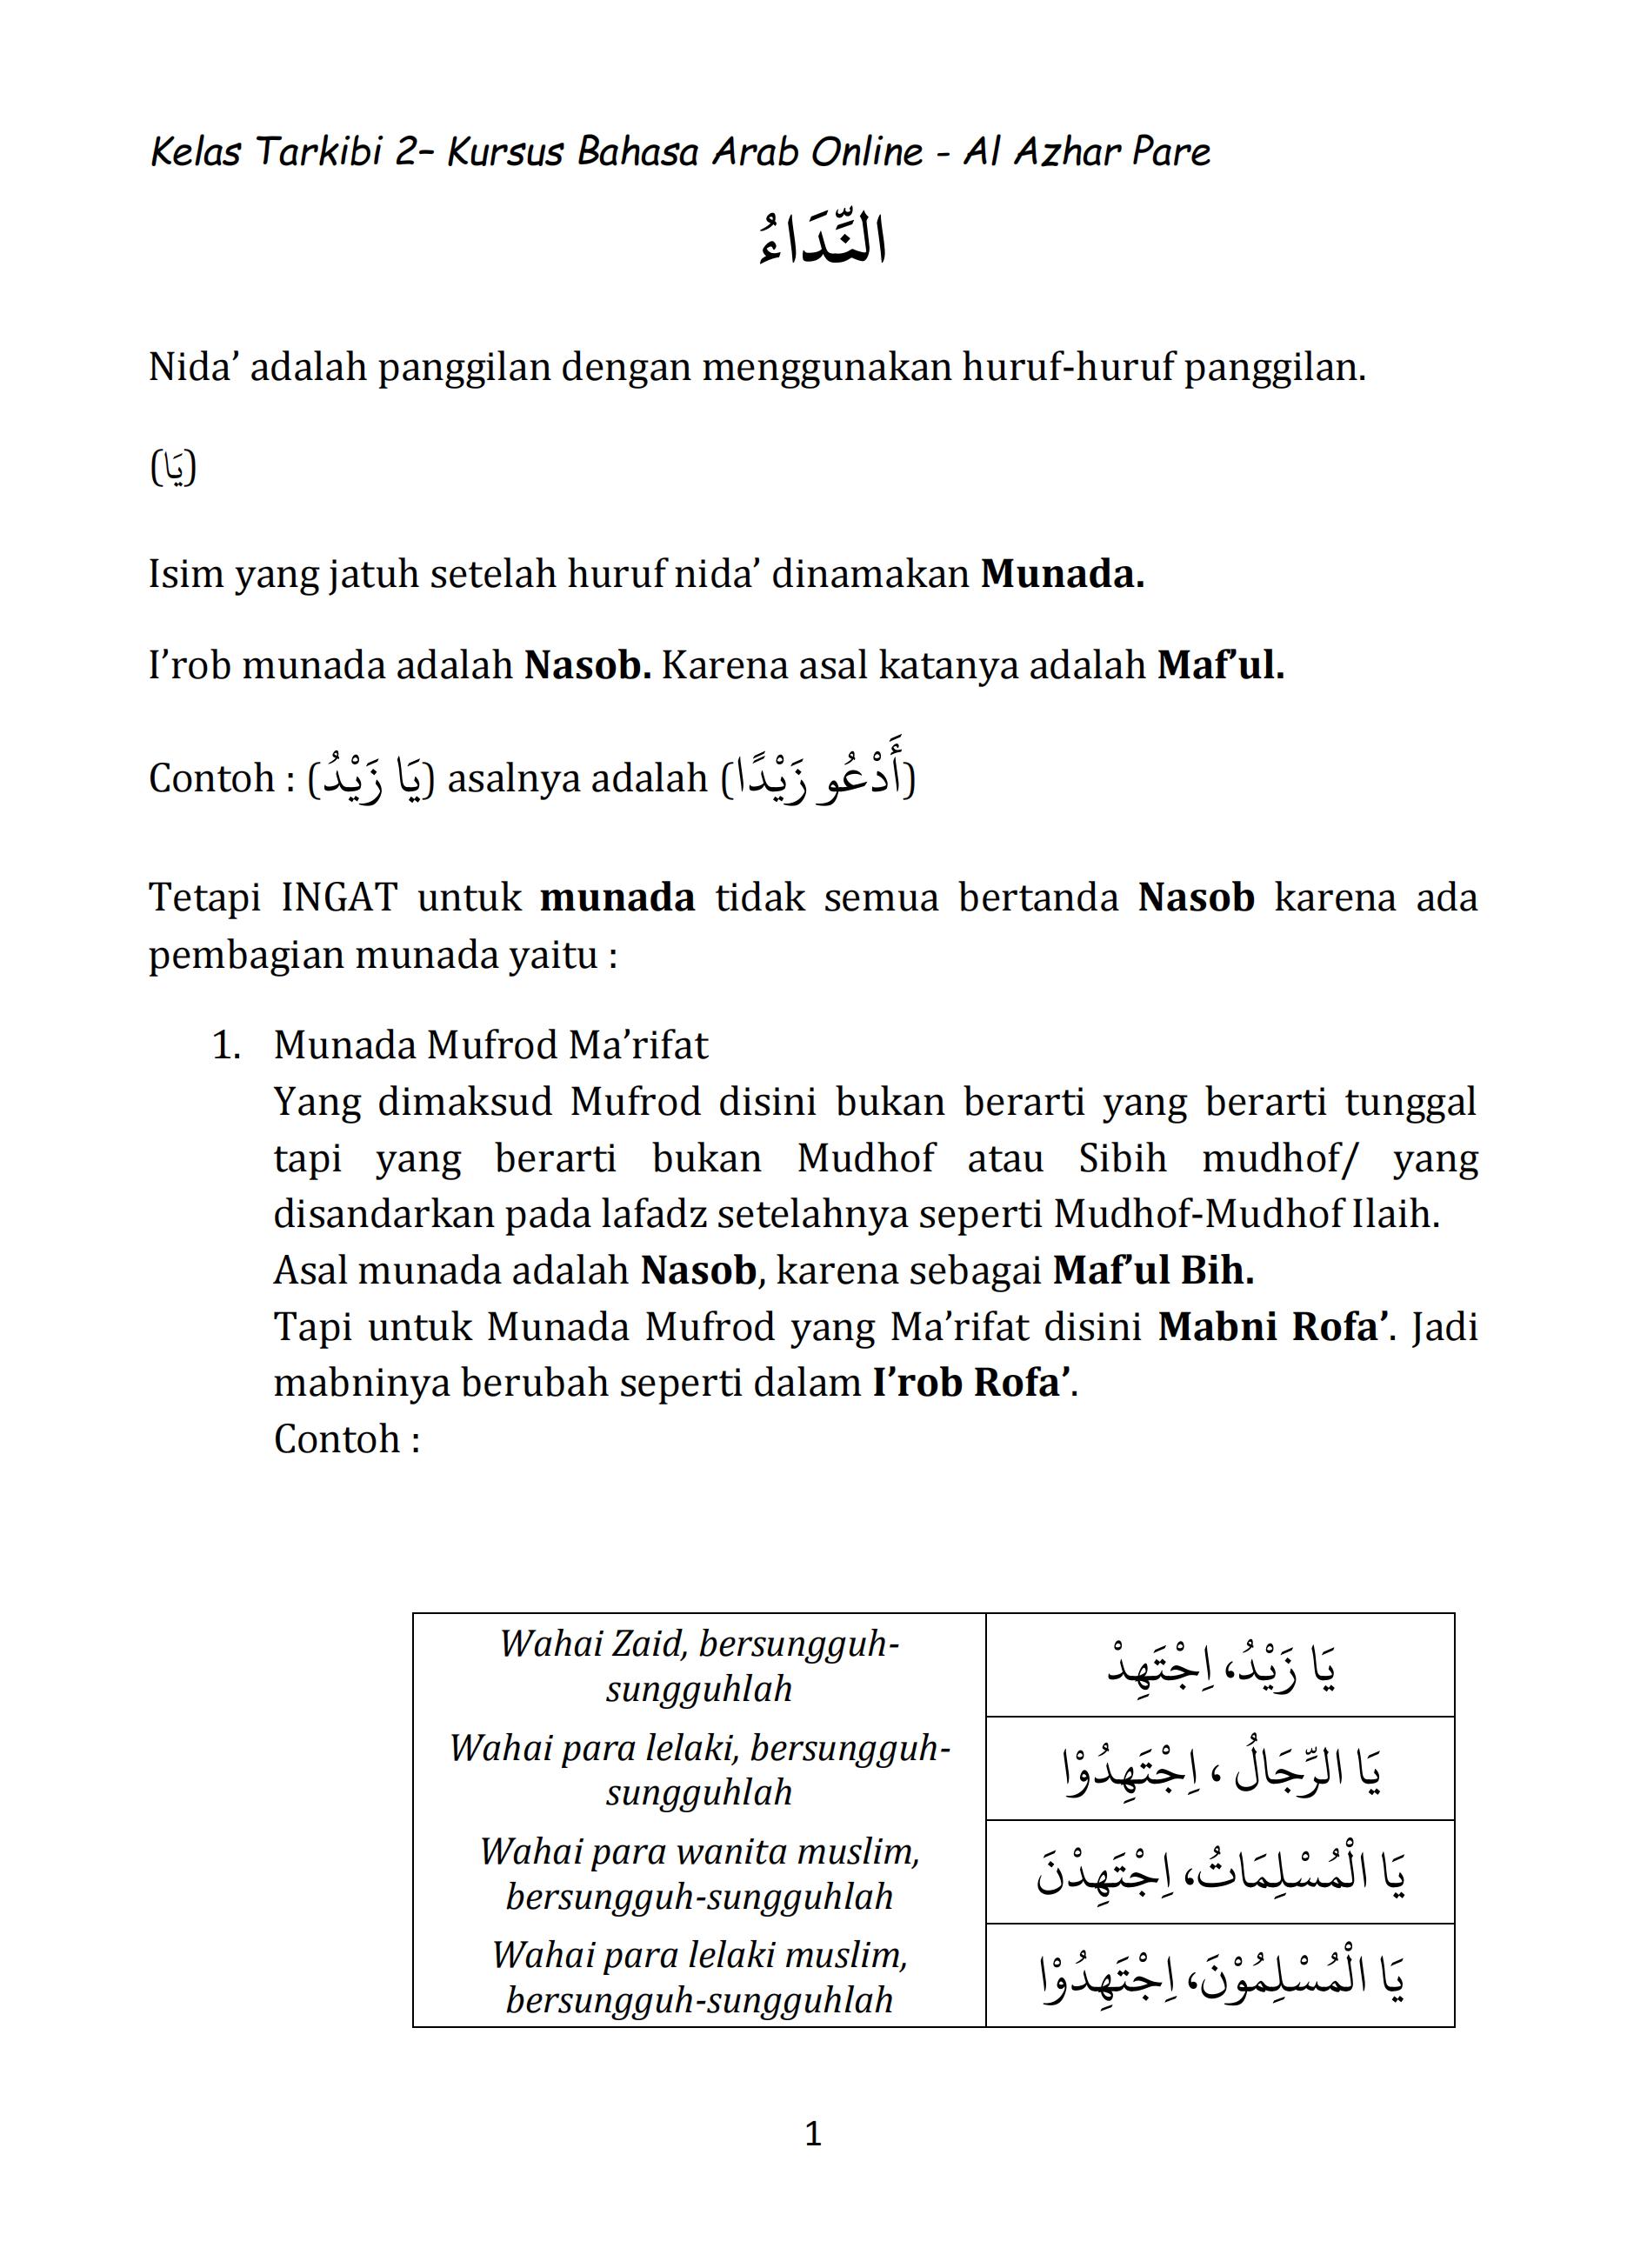 Kelas Tarkibi 2– Kursus Bahasa Arab Online - Al Azhar Pare
النِّدَاءُ
Nida’ adalah panggilan dengan menggunakan huruf-huruf panggilan.
(يَا)
Isim yang jatuh setelah huruf nida’ dinamakan Munada.
I’rob munada adalah Nasob. Karena asal katanya adalah Maf’ul.
Contoh : (يَا زَيْدُ) asalnya adalah (أَدْعُو زَيْدًا)
Tetapi INGAT untuk munada tidak semua bertanda Nasob karena ada
pembagian munada yaitu :
1. Munada Mufrod Ma’rifat
Yang dimaksud Mufrod disini bukan berarti yang berarti tunggal
tapi yang berarti bukan Mudhof atau Sibih mudhof/ yang
disandarkan pada lafadz setelahnya seperti Mudhof-Mudhof Ilaih.
Asal munada adalah Nasob, karena sebagai Maf’ul Bih.
Tapi untuk Munada Mufrod yang Ma’rifat disini Mabni Rofa’. Jadi
mabninya berubah seperti dalam I’rob Rofa’.
Contoh :
Wahai Zaid, bersungguh-
sungguhlah
يَا زَيْدُ، اِجْتَهِدْ
Wahai para lelaki, bersungguh-
sungguhlah
يَا الرِّجَالُ ، اِجْتَهِدُوْا
Wahai para wanita muslim,
bersungguh-sungguhlah
يَا الْمُسْلِمَاتُ، اِجْتَهِدْنَ
Wahai para lelaki muslim,
bersungguh-sungguhlah
يَا الْمُسْلِمُوْنَ، اِجْتَهِدُوْا
1